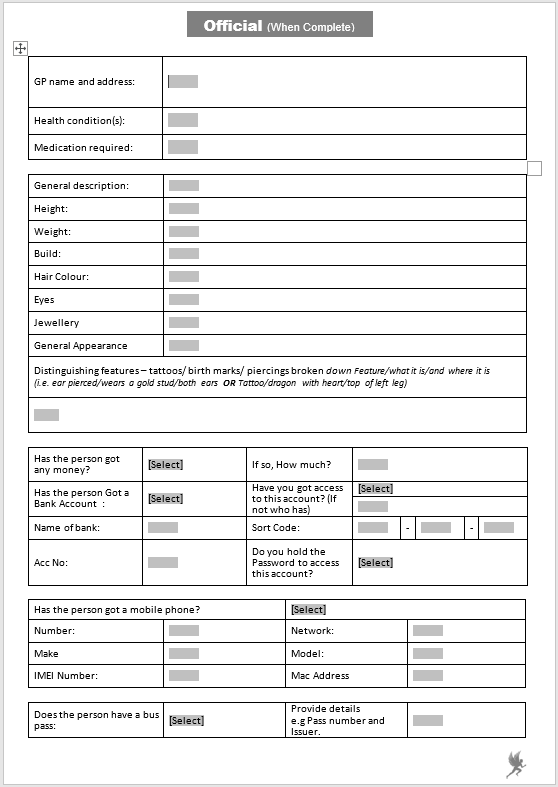 Official (When Complete)
GP name and address:
Health condition(s):
Medication required:
General description:
Height:
Weight:
Build:
Hair Colour:
Eyes
Jewellery
General Appearance
Distinguishing features – tattoos/ birth marks/ piercings broken down Feature/what it is/and where it is
(i.e. ear pierced/wears a gold stud/both ears OR Tattoo/dragon with heart/top of left leg)
Has the person got
any money?
[Select]
If so, How much?
Has the person Got a
Bank Account :
[Select]
Have you got access
to this account? (If
not who has)
[Select]
Name of bank:
Sort Code:
- -
Acc No:
Do you hold the
Password to access
this account?
[Select]
Has the person got a mobile phone?
[Select]
Number:
Network:
Make
Model:
IMEI Number:
Mac Address
Does the person have a bus
pass:
[Select]
Provide details
e.g Pass number and
Issuer.